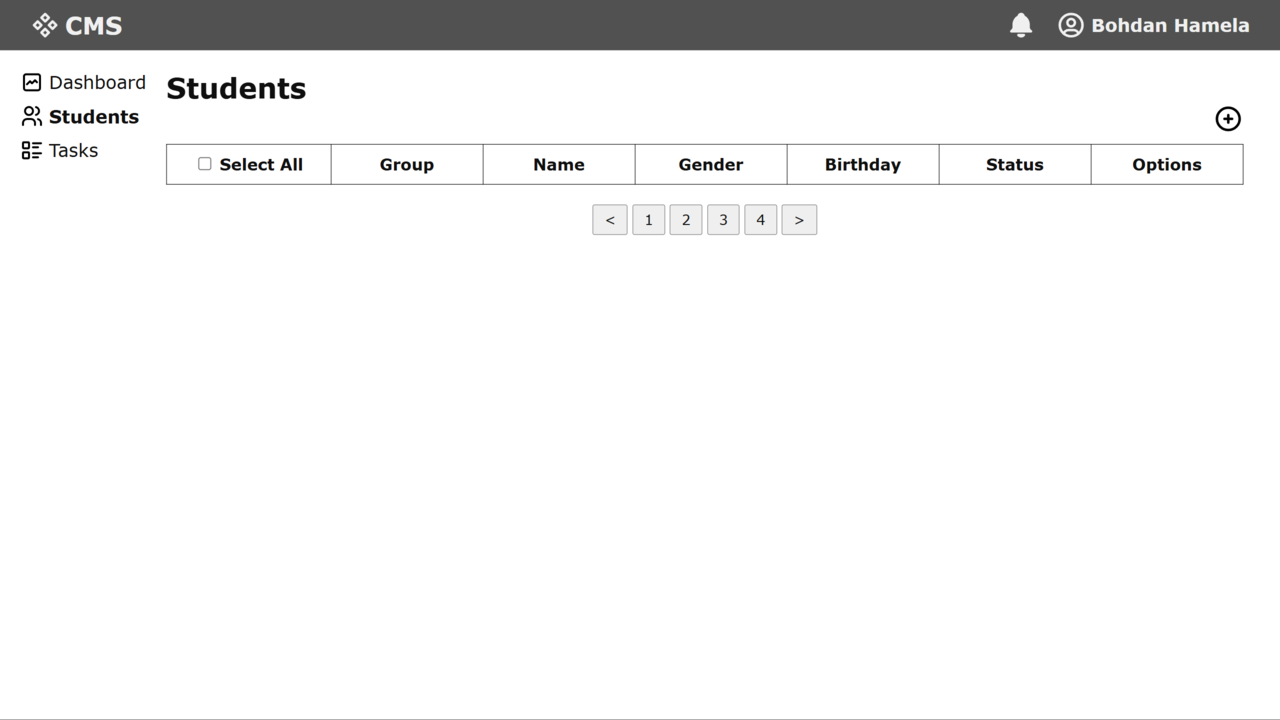 CMS
Bohdan Hamela
Dashboard
Students
Tasks
Students
Select All Group Name Gender Birthday Status Options
< 1 2 3 4 >